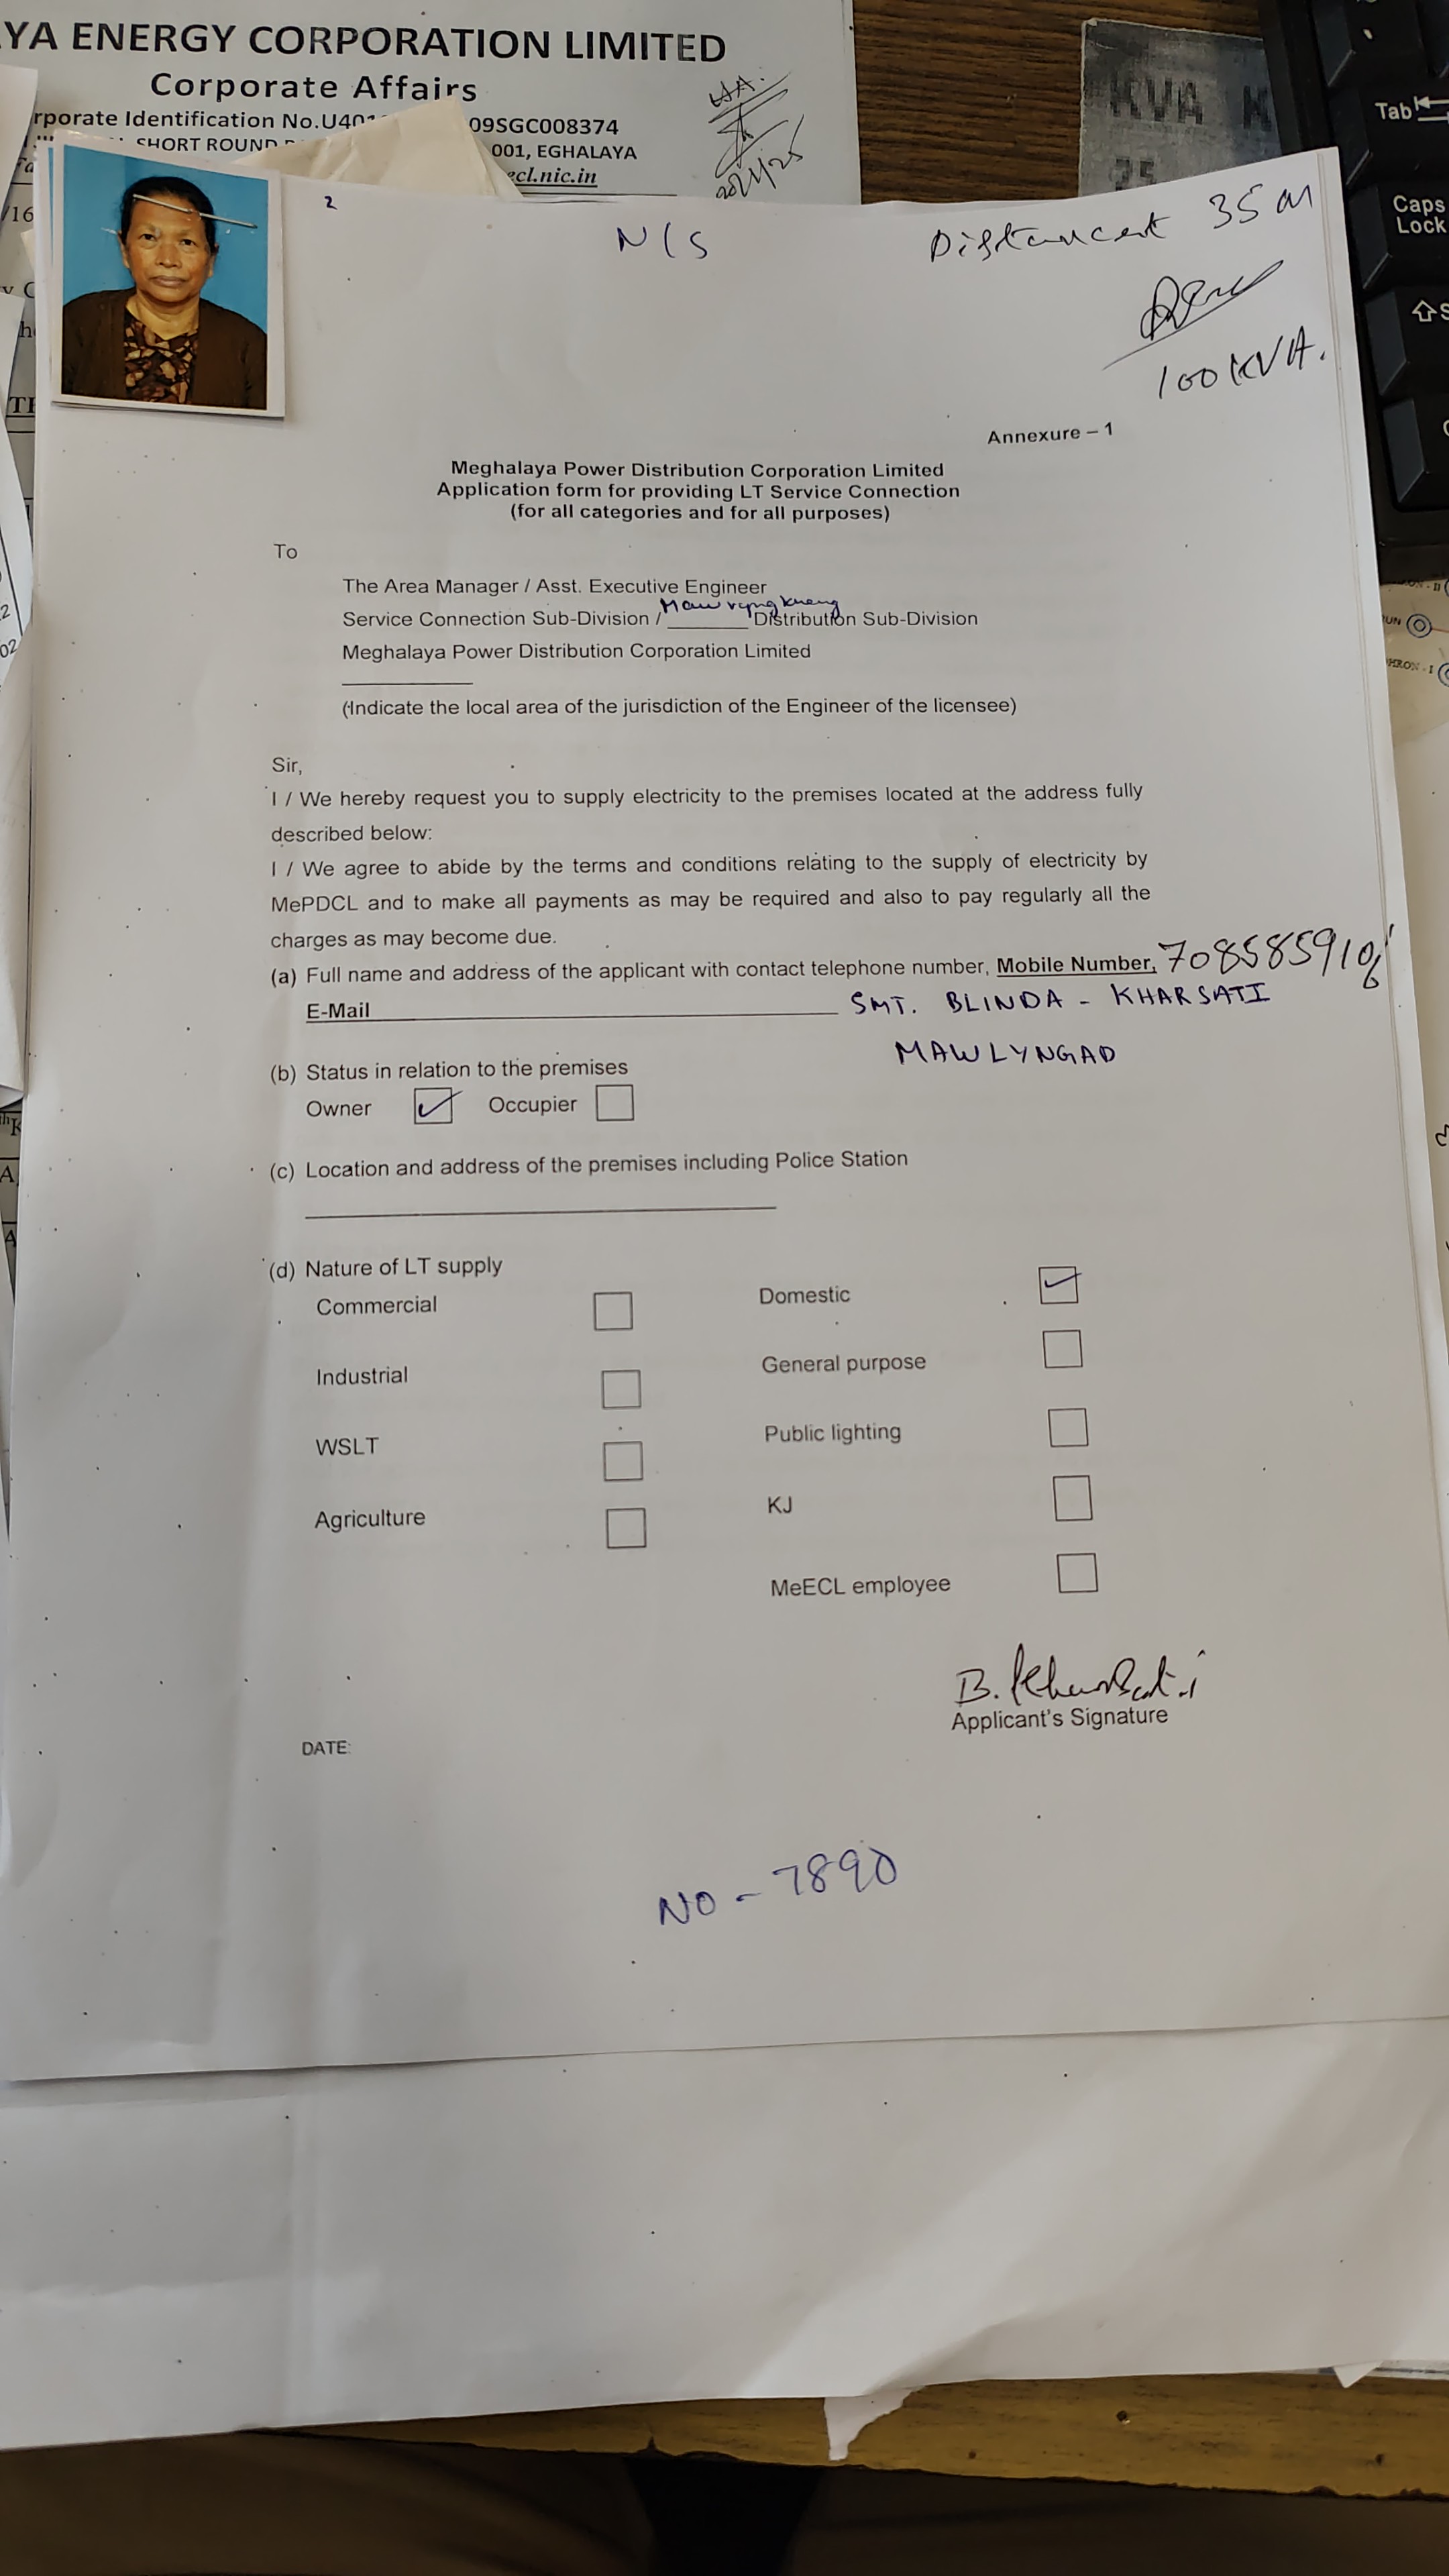 YA ENERGY CORPORATION LIMITED
Corporate Affairs
rporate Identification No.U40 09SGC008374
SHORT ROUND 001, EGHALAYA
ecl.nic.in
KVA K
25
Tab
Caps
Lock
2
N/S
Distancert 35 m
100 KVA.
Annexure – 1
Meghalaya Power Distribution Corporation Limited
Application form for providing LT Service Connection
(for all categories and for all purposes)
To
The Area Manager / Asst. Executive Engineer
Service Connection Sub-Division / Mawryngkneng Distribution Sub-Division
Meghalaya Power Distribution Corporation Limited
(Indicate the local area of the jurisdiction of the Engineer of the licensee)
Sir,
I / We hereby request you to supply electricity to the premises located at the address fully
described below:
I / We agree to abide by the terms and conditions relating to the supply of electricity by
MePDCL and to make all payments as may be required and also to pay regularly all the
charges as may become due.
(a) Full name and address of the applicant with contact telephone number, Mobile Number,
E-Mail SMT. BLINDA - KHARSATI
MAWLYNGAD
(b) Status in relation to the premises
Owner Occupier
(c) Location and address of the premises including Police Station
(d) Nature of LT supply
Commercial Domestic
Industrial General purpose
WSLT Public lighting
Agriculture KJ
MeECL employee
B. Kharsati
Applicant's Signature
DATE:
NO - 7890